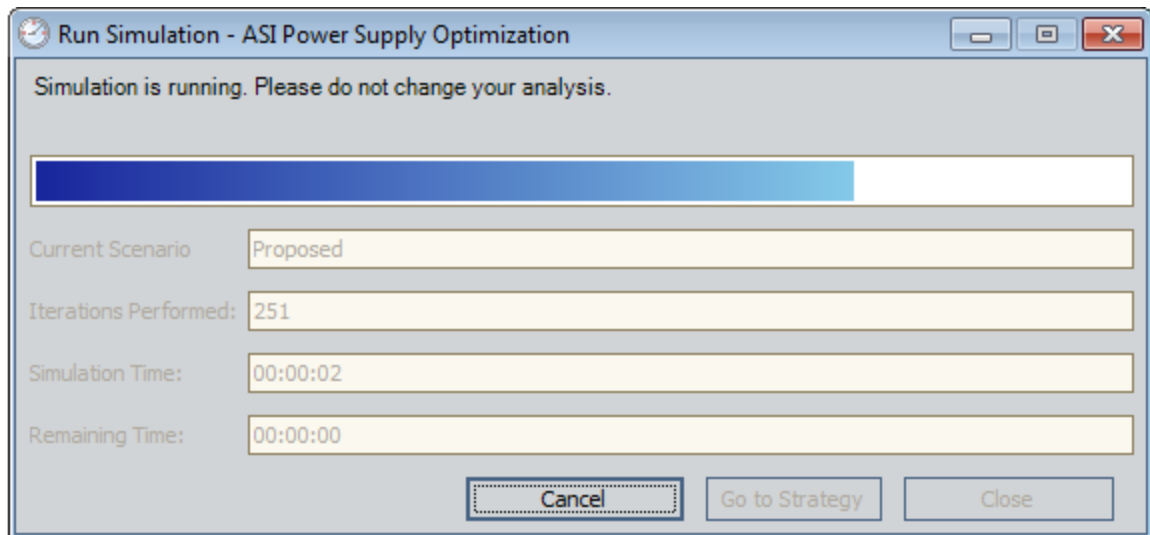 Run Simulation - ASI Power Supply Optimization
Simulation is running. Please do not change your analysis.
Current Scenario Proposed
Iterations Performed: 251
Simulation Time: 00:00:02
Remaining Time: 00:00:00
Cancel Go to Strategy Close